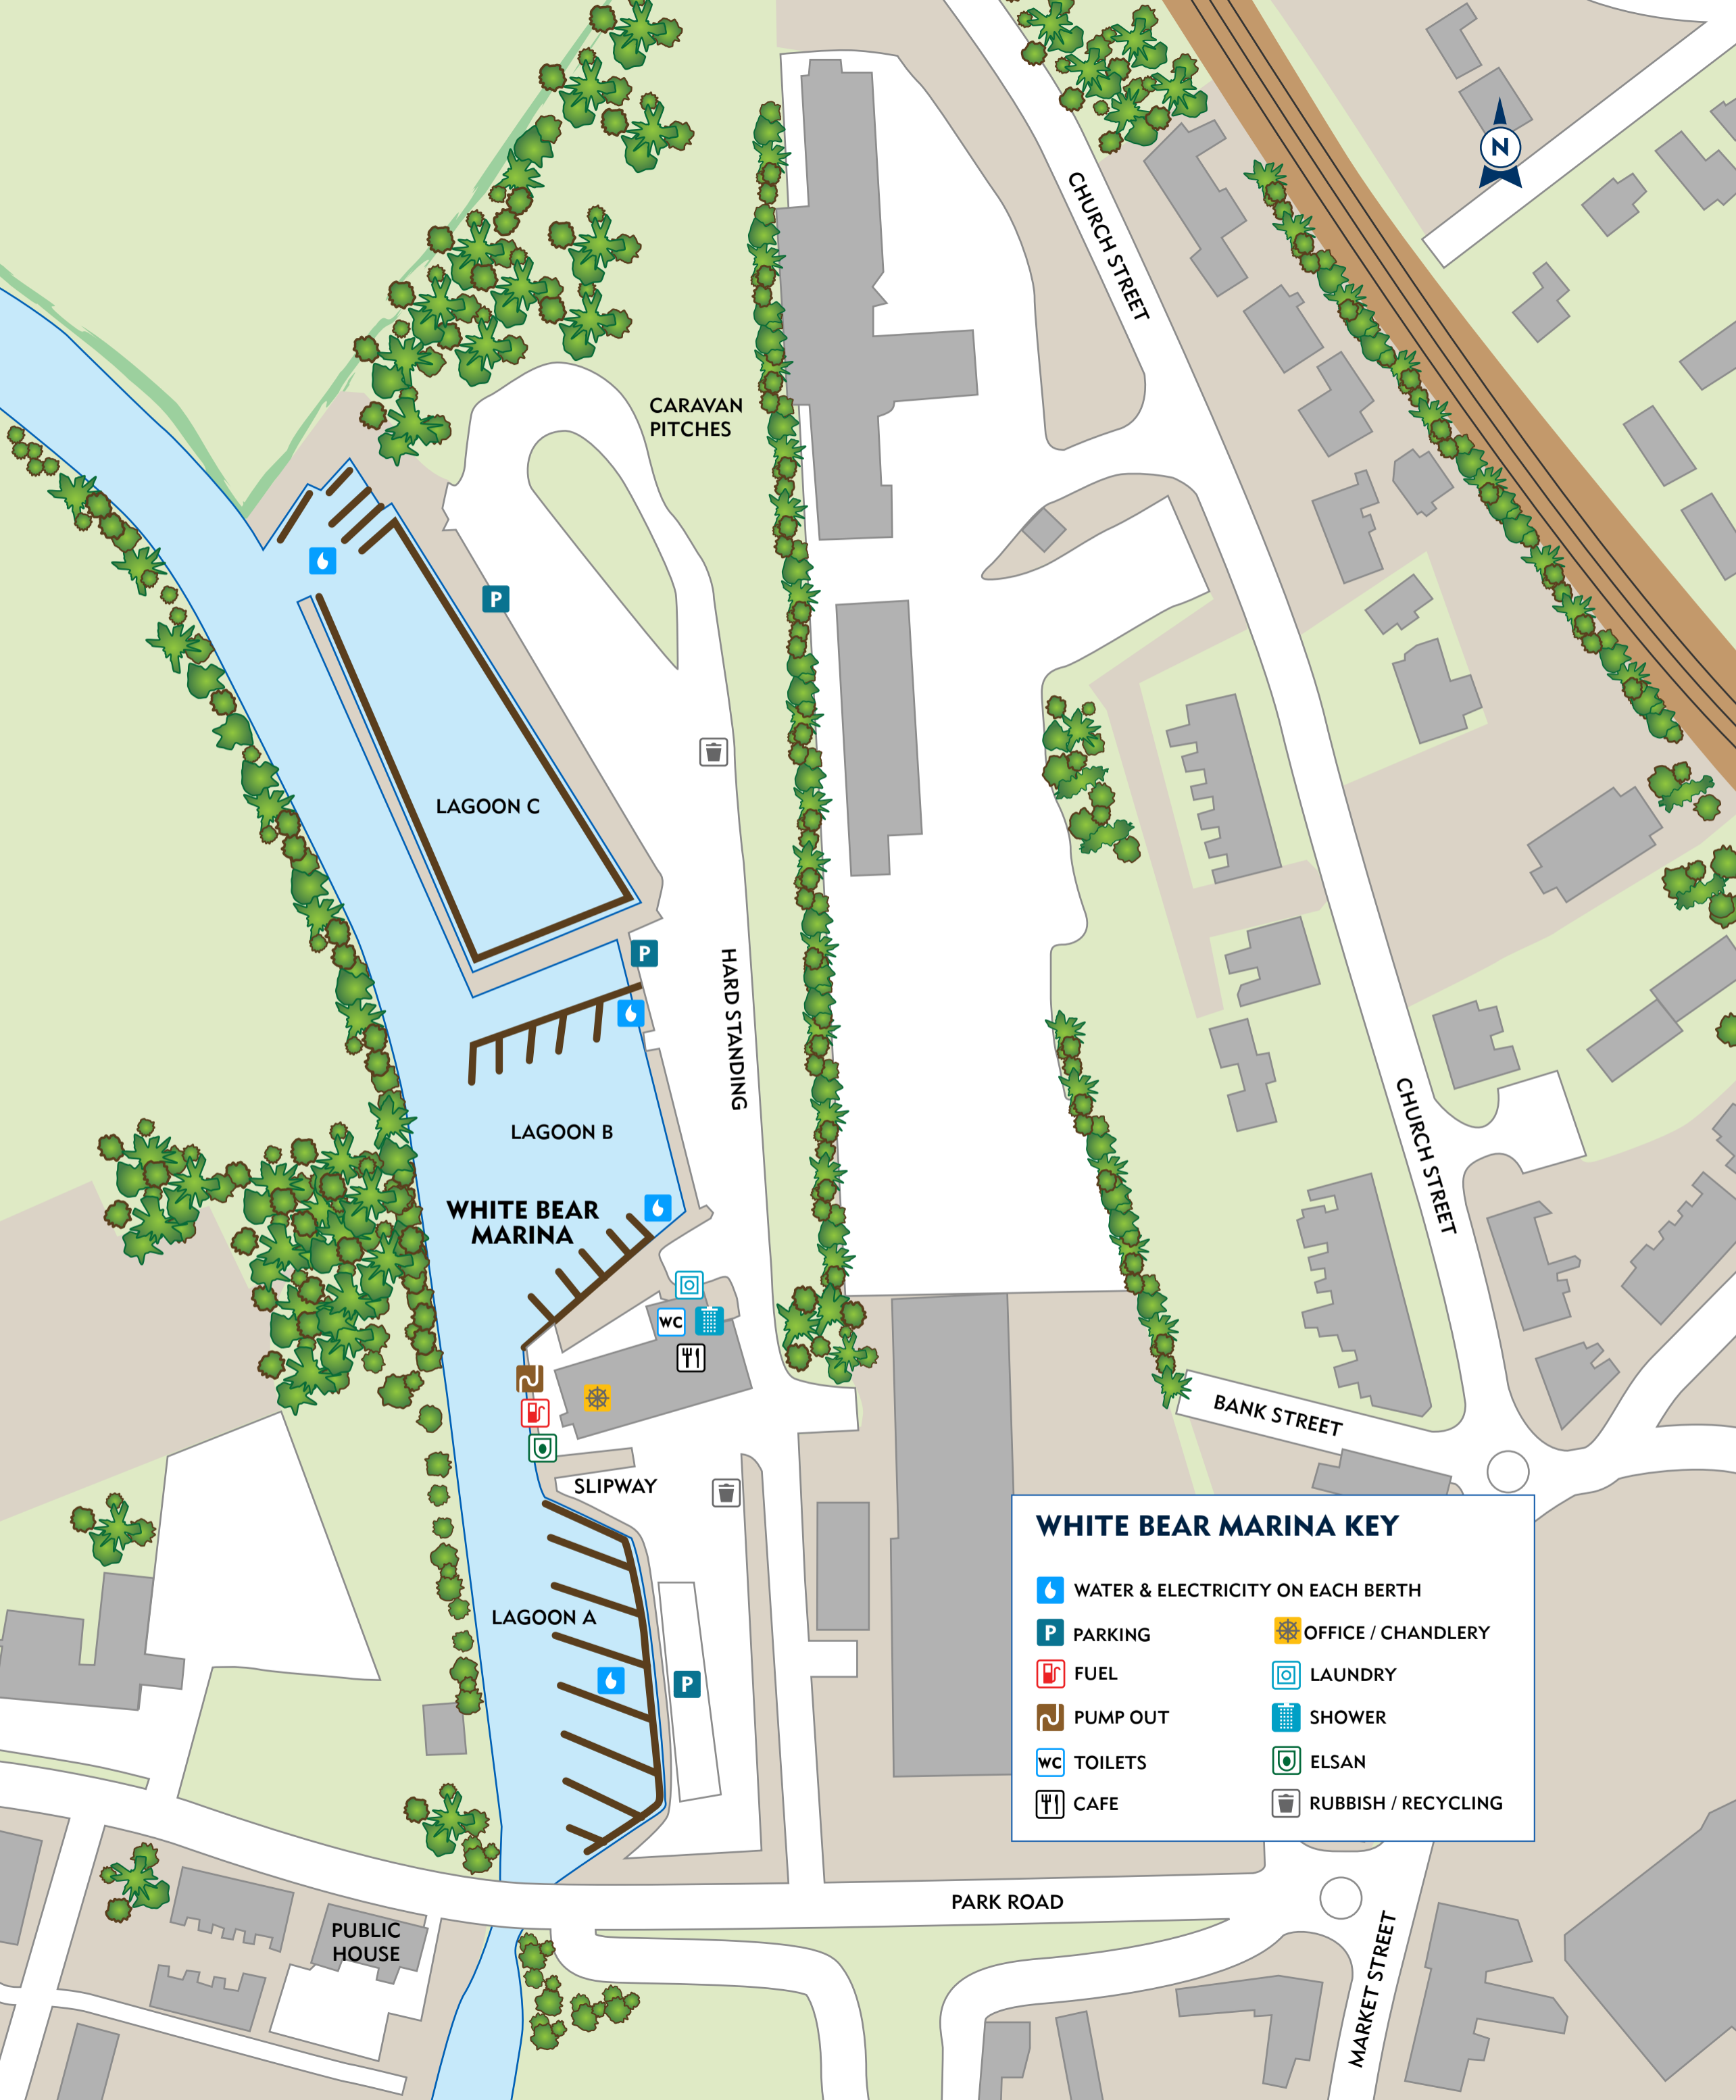 N
CHURCH STREET
CARAVAN
PITCHES
P
LAGOON C
P
HARD STANDING
LAGOON B
CHURCH STREET
WHITE BEAR
MARINA
WC
BANK STREET
SLIPWAY
LAGOON A
P
WHITE BEAR MARINA KEY
WATER & ELECTRICITY ON EACH BERTH
P PARKING
OFFICE / CHANDLERY
FUEL
LAUNDRY
PUMP OUT
SHOWER
WC TOILETS
ELSAN
CAFE
RUBBISH / RECYCLING
PARK ROAD
PUBLIC
HOUSE
MARKET STREET